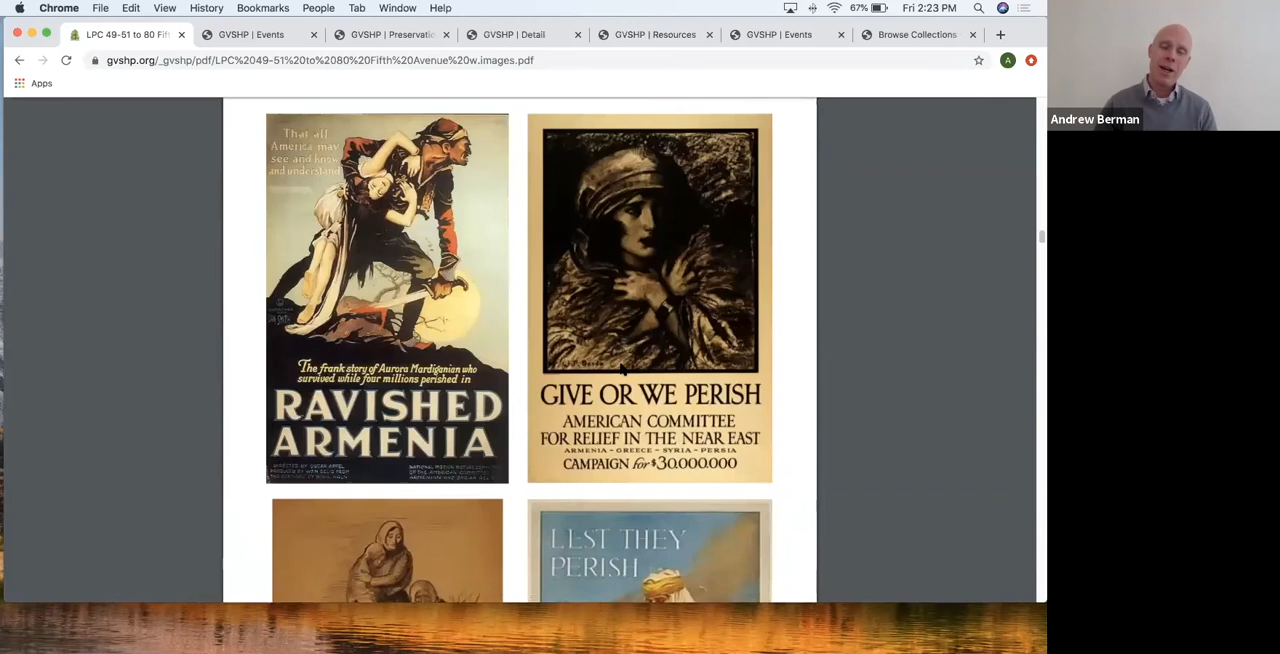 Chrome File Edit View History Bookmarks People Tab Window Help 67% Fri 2:23 PM
LPC 49-51 to 80 Fif GVSHP | Events GVSHP | Preservatio GVSHP | Detail GVSHP | Resources GVSHP | Events Browse Collections
gvshp.org/_gvshp/pdf/LPC%2049-51%20to%2080%20Fifth%20Avenue%20w.images.pdf A
Apps
Andrew Berman
That all
America may
see and know
and understand
The frank story of Aurora Mardiganian who
survived while four millions perished in
RAVISHED
ARMENIA
DIRECTED BY OSCAR APFEL
GIVE OR WE PERISH
AMERICAN COMMITTEE
FOR RELIEF IN THE NEAR EAST
ARMENIA - GREECE - SYRIA - PERSIA
CAMPAIGN for $30,000,000
LEST THEY
PERISH